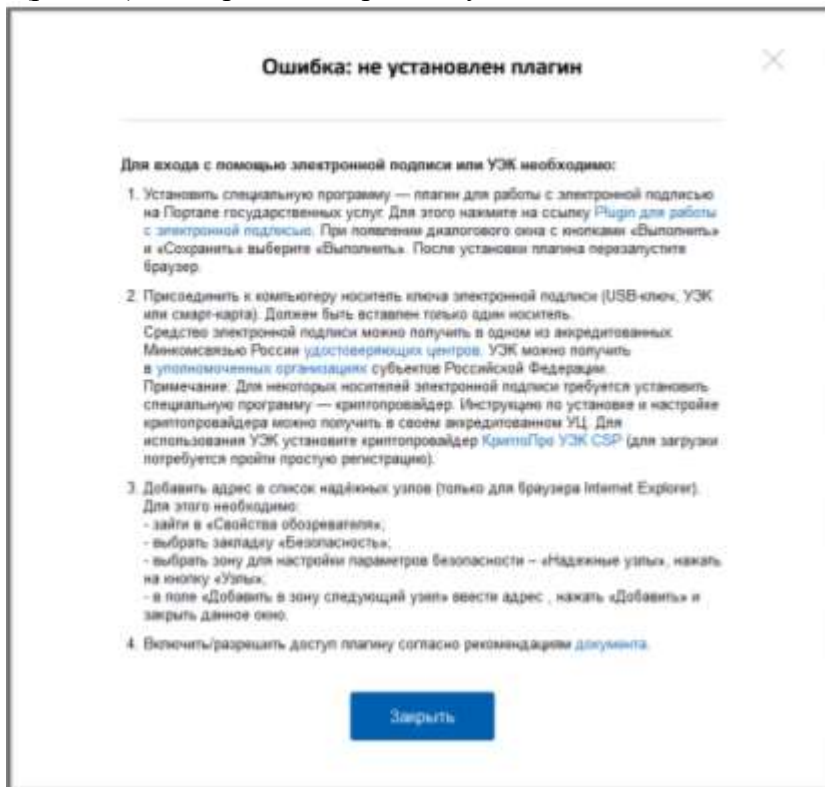 Ошибка: не установлен плагин
Для входа с помощью электронной подписи или УЭК необходимо:
1. Установить специальную программу — плагин для работы с электронной подписью
на Портале государственных услуг. Для этого нажмите на ссылку Plugin для работы
с электронной подписью. При появлении диалогового окна с кнопками «Выполнить»
и «Сохранить» выберите «Выполнить». После установки плагина перезапустите
браузер.
2. Присоединить к компьютеру носитель ключа электронной подписи (USB-ключ, УЭК
или смарт-карта). Должен быть вставлен только один носитель.
Средство электронной подписи можно получить в одном из аккредитованных
Минкомсвязью России удостоверяющих центров. УЭК можно получить
в уполномоченных организациях субъектов Российской Федерации.
Примечание: Для некоторых носителей электронной подписи требуется установить
специальную программу — криптопровайдер. Инструкцию по установке и настройке
криптопровайдера можно получить в своем аккредитованном УЦ. Для
использования УЭК установите криптопровайдер КриптоПро УЭК CSP (для загрузки
потребуется пройти простую регистрацию).
3. Добавить адрес в список надёжных узлов (только для браузера Internet Explorer).
Для этого необходимо:
- зайти в «Свойства обозревателя»;
- выбрать закладку «Безопасность»;
- выбрать зону для настройки параметров безопасности – «Надежные узлы», нажать
на кнопку «Узлы»;
- в поле «Добавить в зону следующий узел» ввести адрес , нажать «Добавить» и
закрыть данное окно.
4. Включить/разрешить доступ плагину согласно рекомендациям документа.
Закрыть